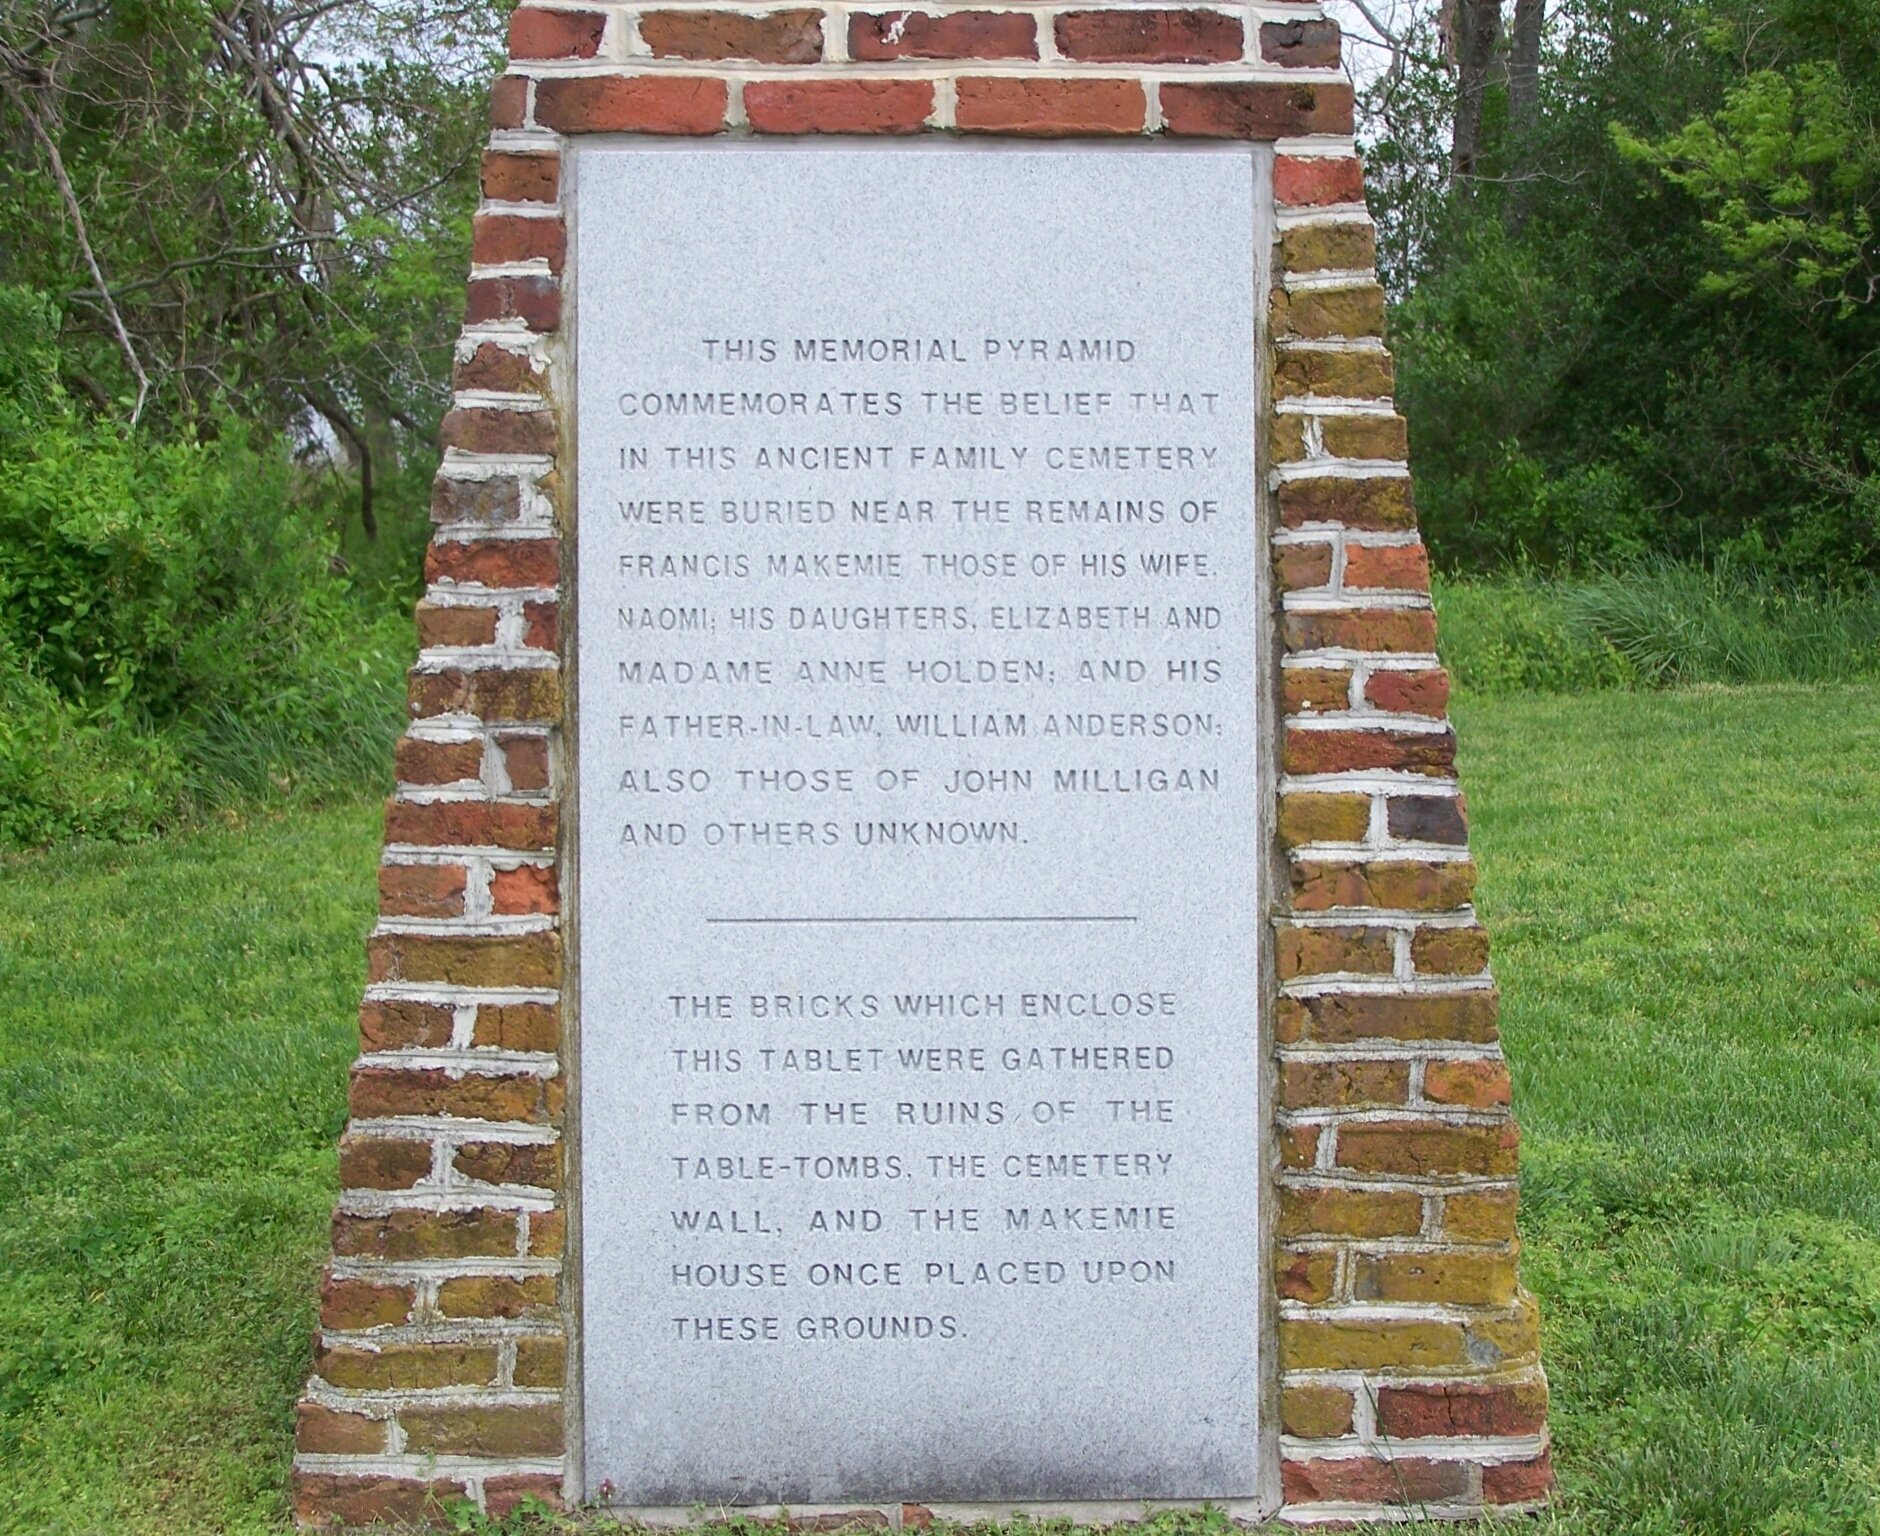 THIS MEMORIAL PYRAMID
COMMEMORATES THE BELIEF THAT
IN THIS ANCIENT FAMILY CEMETERY
WERE BURIED NEAR THE REMAINS OF
FRANCIS MAKEMIE THOSE OF HIS WIFE,
NAOMI; HIS DAUGHTERS, ELIZABETH AND
MADAME ANNE HOLDEN; AND HIS
FATHER-IN-LAW, WILLIAM ANDERSON;
ALSO THOSE OF JOHN MILLIGAN
AND OTHERS UNKNOWN.
THE BRICKS WHICH ENCLOSE
THIS TABLET WERE GATHERED
FROM THE RUINS OF THE
TABLE-TOMBS, THE CEMETERY
WALL, AND THE MAKEMIE
HOUSE ONCE PLACED UPON
THESE GROUNDS.